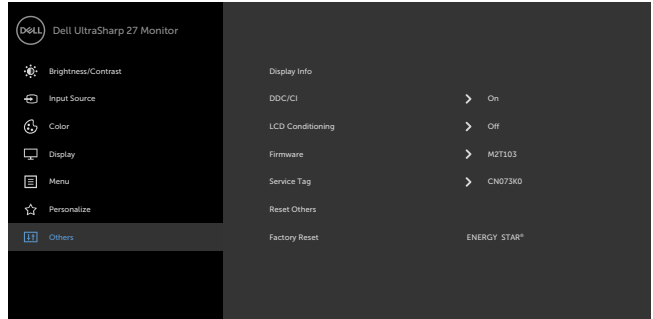 DELL Dell UltraSharp 27 Monitor
Brightness/Contrast
Input Source
Color
Display
Menu
Personalize
Others
Display Info
DDC/CI On
LCD Conditioning Off
Firmware M2T103
Service Tag CN073K0
Reset Others
Factory Reset ENERGY STAR®